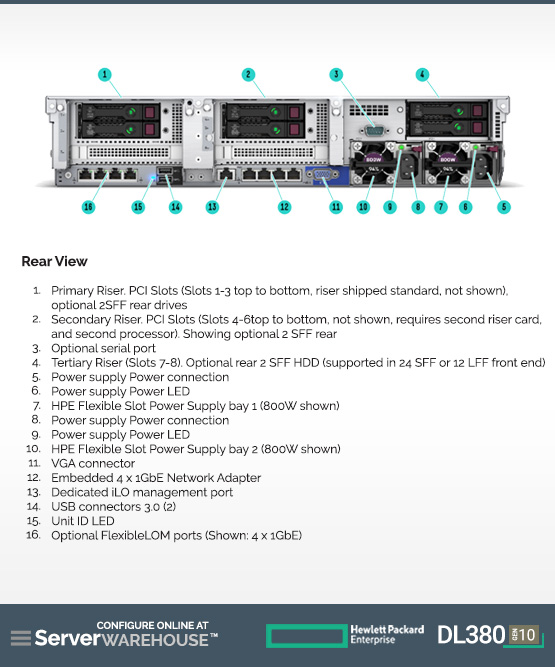 1 2 3 4
800W 800W
94% 94%
16 15 14 13 12 11 10 9 8 7 6 5
Rear View
1. Primary Riser. PCI Slots (Slots 1-3 top to bottom, riser shipped standard, not shown),
optional 2SFF rear drives
2. Secondary Riser. PCI Slots (Slots 4-6top to bottom, not shown, requires second riser card,
and second processor). Showing optional 2 SFF rear
3. Optional serial port
4. Tertiary Riser (Slots 7-8). Optional rear 2 SFF HDD (supported in 24 SFF or 12 LFF front end)
5. Power supply Power connection
6. Power supply Power LED
7. HPE Flexible Slot Power Supply bay 1 (800W shown)
8. Power supply Power connection
9. Power supply Power LED
10. HPE Flexible Slot Power Supply bay 2 (800W shown)
11. VGA connector
12. Embedded 4 x 1GbE Network Adapter
13. Dedicated iLO management port
14. USB connectors 3.0 (2)
15. Unit ID LED
16. Optional FlexibleLOM ports (Shown: 4 x 1GbE)
CONFIGURE ONLINE AT
ServerWAREHOUSE™
Hewlett Packard
Enterprise
DL380 GEN 10